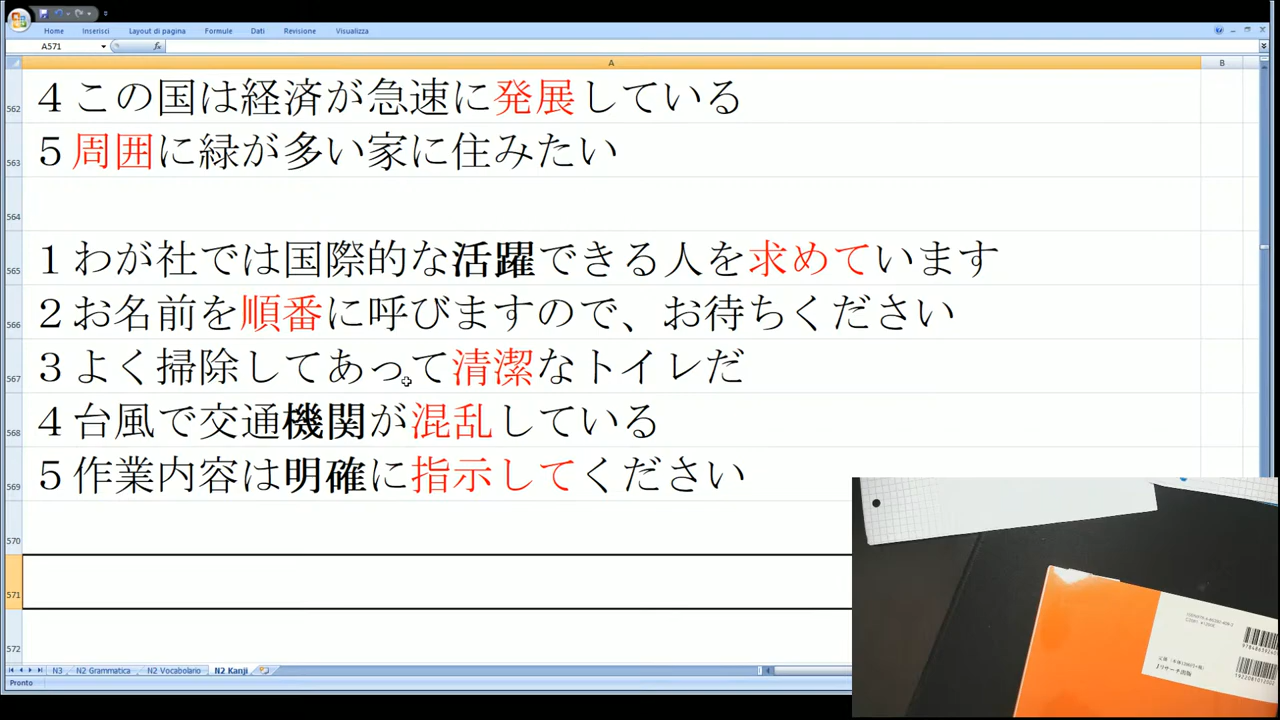 Home Inserisci Layout di pagina Formule Dati Revisione Visualizza
A571 fx
A B
562 4この国は経済が急速に発展している
563 5周囲に緑が多い家に住みたい
564
565 1わが社では国際的な活躍できる人を求めています
566 2お名前を順番に呼びますので、お待ちください
567 3よく掃除してあって清潔なトイレだ
568 4台風で交通機関が混乱している
569 5作業内容は明確に指示してください
570
571
572
N3 N2 Grammatica N2 Vocabolario N2 Kanji
Pronto
Jリサーチ出版